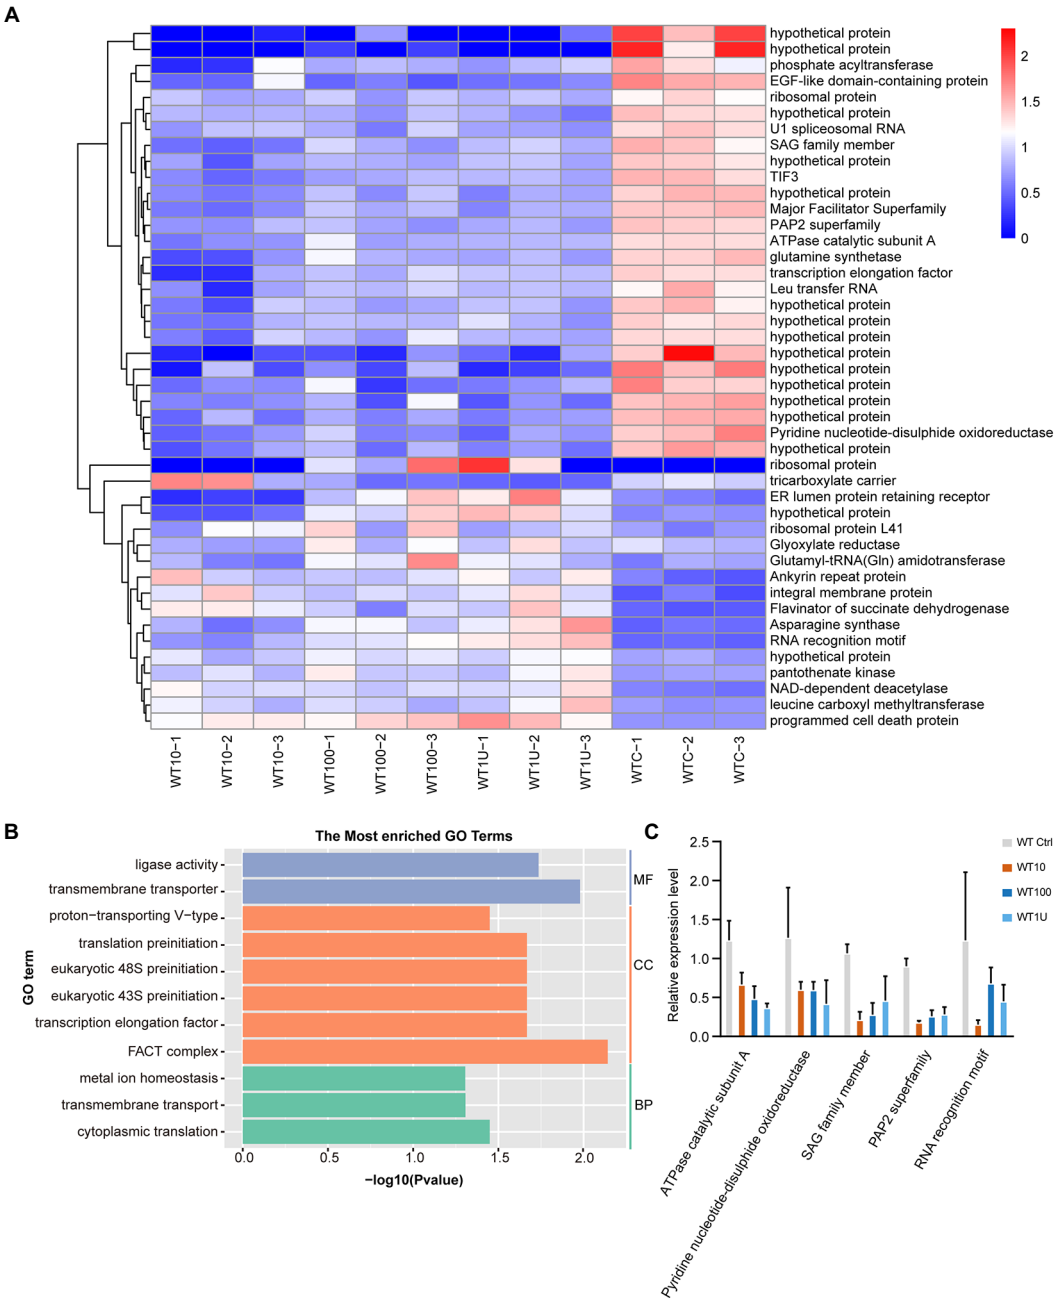 A
hypothetical protein
hypothetical protein
phosphate acyltransferase
EGF-like domain-containing protein
ribosomal protein
hypothetical protein
U1 spliceosomal RNA
SAG family member
hypothetical protein
TIF3
hypothetical protein
Major Facilitator Superfamily
PAP2 superfamily
ATPase catalytic subunit A
glutamine synthetase
transcription elongation factor
Leu transfer RNA
hypothetical protein
hypothetical protein
hypothetical protein
hypothetical protein
hypothetical protein
hypothetical protein
hypothetical protein
hypothetical protein
Pyridine nucleotide-disulphide oxidoreductase
hypothetical protein
ribosomal protein
tricarboxylate carrier
ER lumen protein retaining receptor
hypothetical protein
ribosomal protein L41
Glyoxylate reductase
Glutamyl-tRNA(Gln) amidotransferase
Ankyrin repeat protein
integral membrane protein
Flavinator of succinate dehydrogenase
Asparagine synthase
RNA recognition motif
hypothetical protein
pantothenate kinase
NAD-dependent deacetylase
leucine carboxyl methyltransferase
programmed cell death protein
2
1.5
1
0.5
0
WT10−1
WT10−2
WT10−3
WT100−1
WT100−2
WT100−3
WT1U−1
WT1U−2
WT1U−3
WTC−1
WTC−2
WTC−3
B
The Most enriched GO Terms
GO term
ligase activity
transmembrane transporter
proton−transporting V−type
translation preinitiation
eukaryotic 48S preinitiation
eukaryotic 43S preinitiation
transcription elongation factor
FACT complex
metal ion homeostasis
transmembrane transport
cytoplasmic translation
MF
CC
BP
0.0
0.5
1.0
1.5
2.0
−log10(Pvalue)
C
Relative expression level
2.5
2.0
1.5
1.0
0.5
0.0
WT Ctrl
WT10
WT100
WT1U
ATPase catalytic subunit A
Pyridine nucleotide-disulphide oxidoreductase
SAG family member
PAP2 superfamily
RNA recognition motif